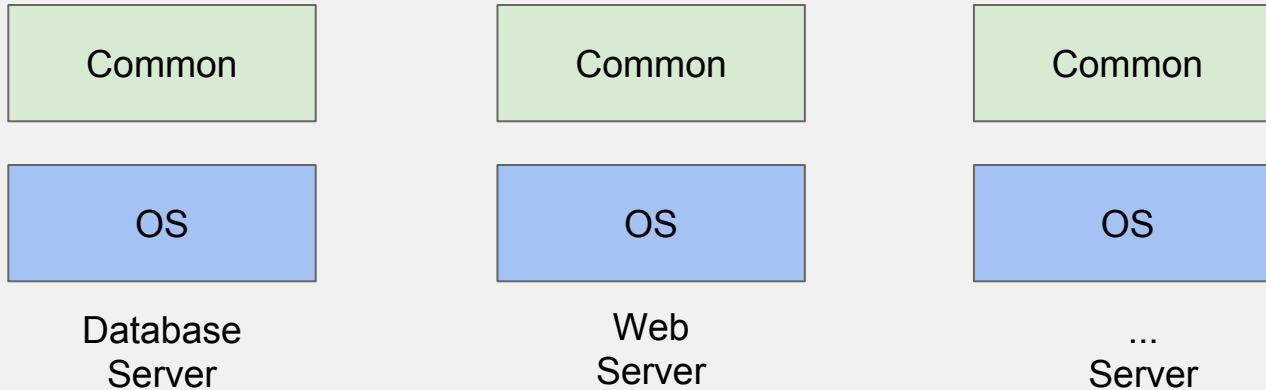 Common
Common
Common
OS
OS
OS
Database
Server
Web
Server
...
Server